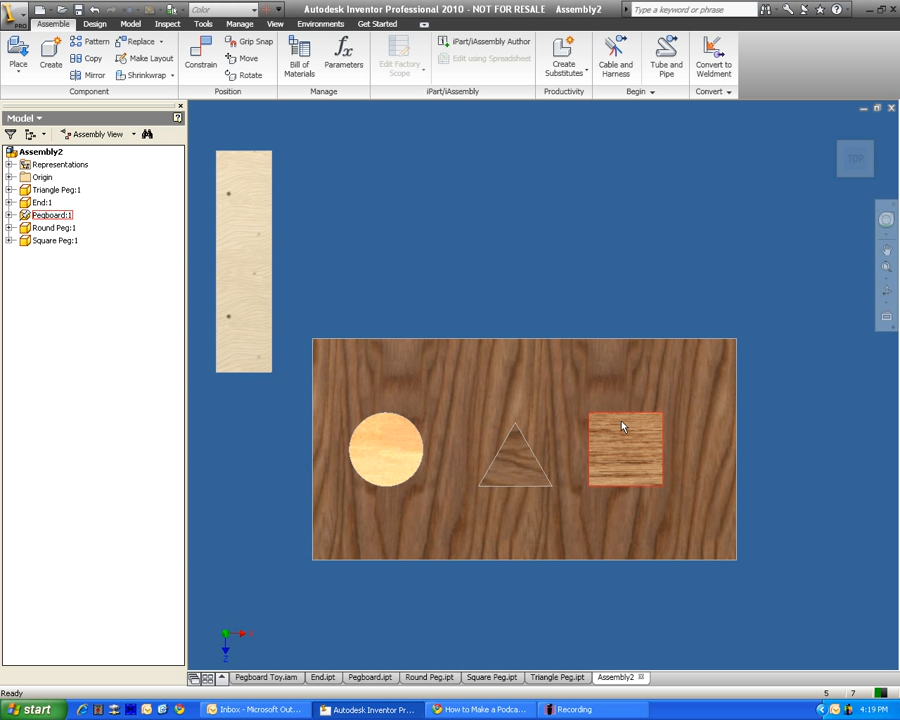 Color
Autodesk Inventor Professional 2010 - NOT FOR RESALE Assembly2
Type a keyword or phrase
PRO
Assemble Design Model Inspect Tools Manage View Environments Get Started
Place
Create
Pattern
Copy
Mirror
Replace
Make Layout
Shrinkwrap
Component
Constrain
Grip Snap
Move
Rotate
Position
Bill of Materials
Parameters
Manage
Edit Factory Scope
iPart/iAssembly Author
Edit using Spreadsheet
iPart/iAssembly
Create Substitutes
Productivity
Cable and Harness
Tube and Pipe
Begin
Convert to Weldment
Convert
Model
Assembly View
Assembly2
Representations
Origin
Triangle Peg:1
End:1
Pegboard:1
Round Peg:1
Square Peg:1
TOP
Z
Pegboard Toy.iam End.ipt Pegboard.ipt Round Peg.ipt Square Peg.ipt Triangle Peg.ipt Assembly2
Ready 5 7
start Inbox - Microsoft Out... Autodesk Inventor Pr... How to Make a Podca... Recording 4:19 PM